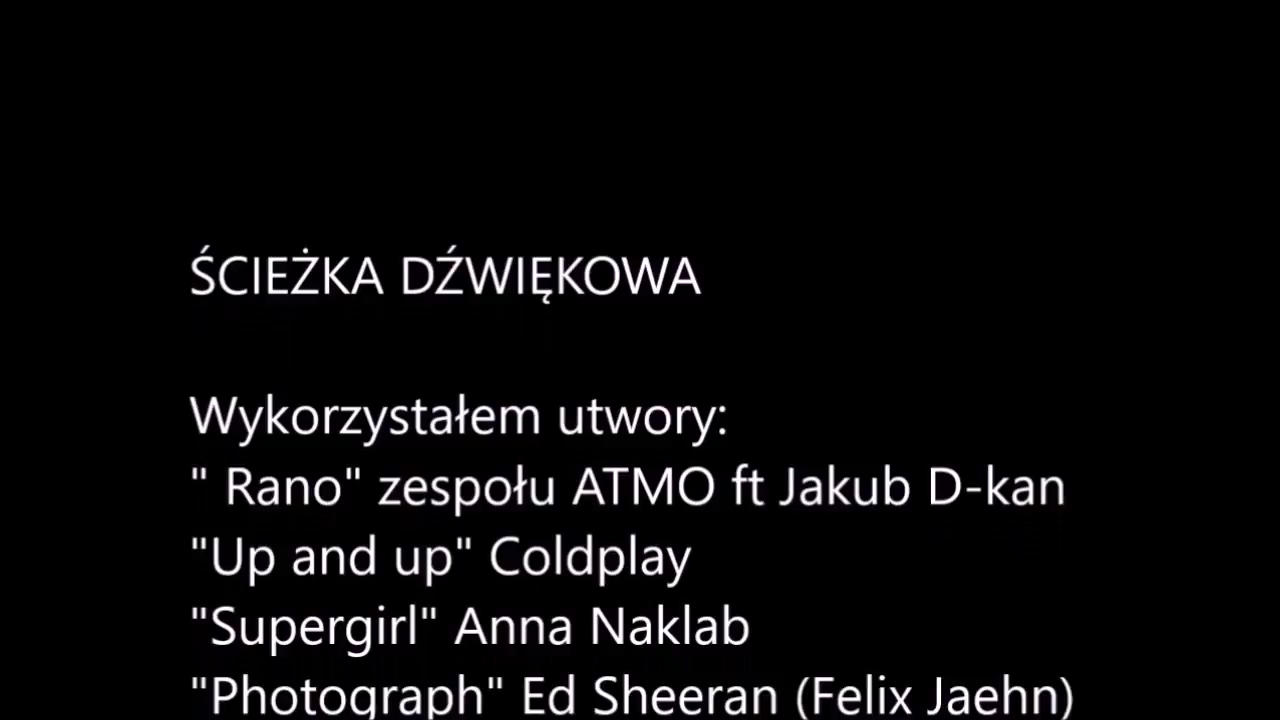 ŚCIEŻKA DŹWIĘKOWA
Wykorzystałem utwory:
" Rano" zespołu ATMO ft Jakub D-kan
"Up and up" Coldplay
"Supergirl" Anna Naklab
"Photograph" Ed Sheeran (Felix Jaehn)